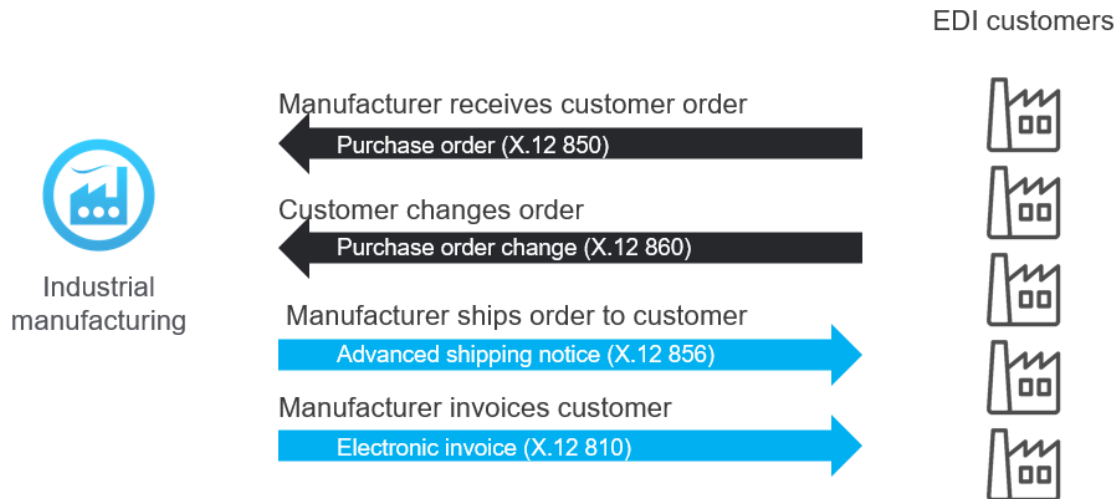 EDI customers
Manufacturer receives customer order
Purchase order (X.12 850)
Customer changes order
Purchase order change (X.12 860)
Industrial
manufacturing
Manufacturer ships order to customer
Advanced shipping notice (X.12 856)
Manufacturer invoices customer
Electronic invoice (X.12 810)